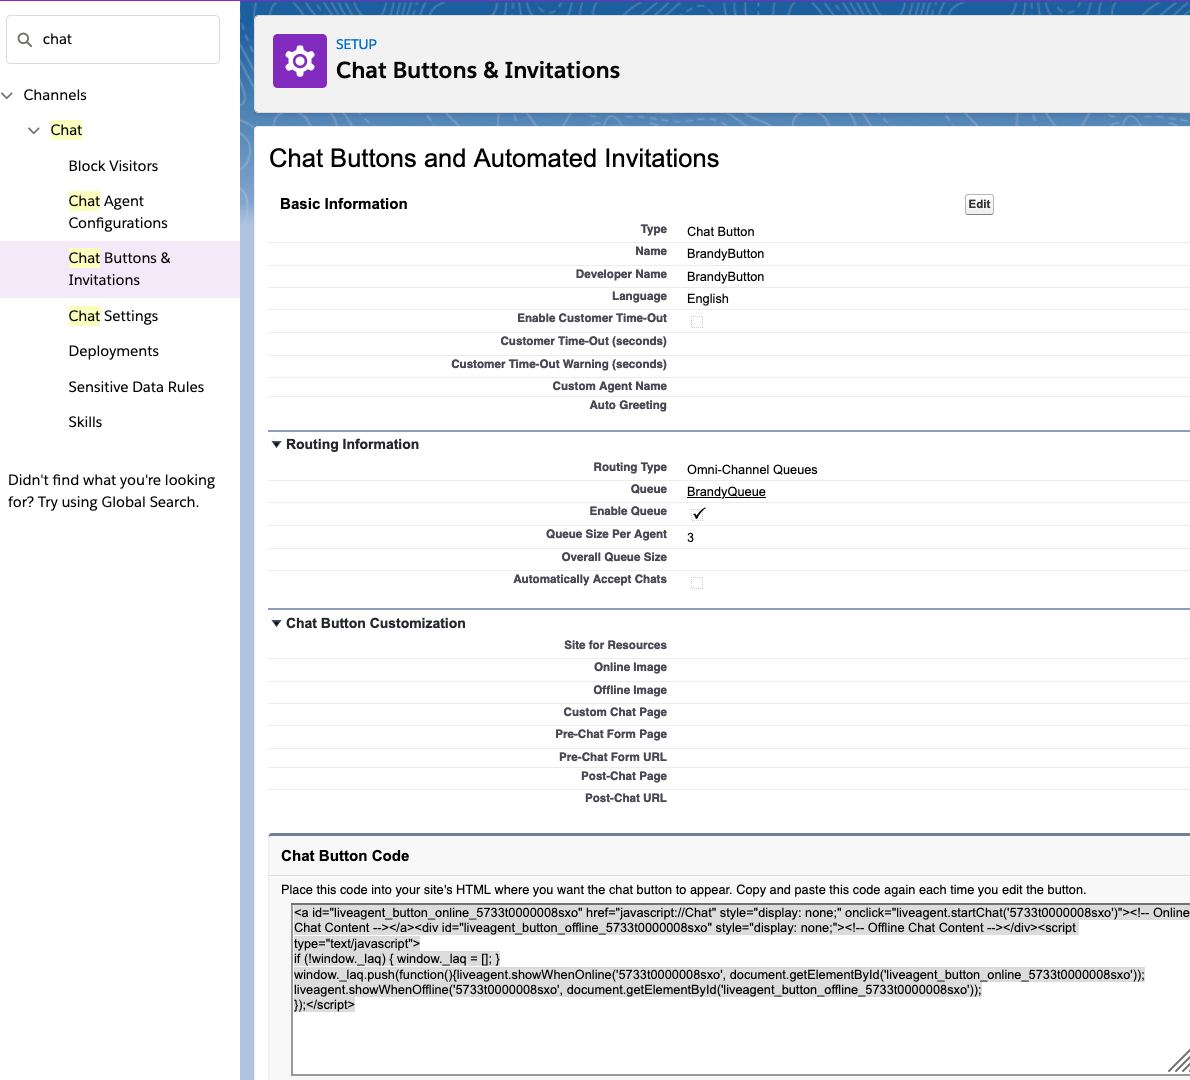 chat
Channels
Chat
Block Visitors
Chat Agent
Configurations
Chat Buttons &
Invitations
Chat Settings
Deployments
Sensitive Data Rules
Skills
Didn't find what you're looking
for? Try using Global Search.
SETUP
Chat Buttons & Invitations
Chat Buttons and Automated Invitations
Basic Information Edit
Type Chat Button
Name BrandyButton
Developer Name BrandyButton
Language English
Enable Customer Time-Out
Customer Time-Out (seconds)
Customer Time-Out Warning (seconds)
Custom Agent Name
Auto Greeting
Routing Information
Routing Type Omni-Channel Queues
Queue BrandyQueue
Enable Queue
Queue Size Per Agent 3
Overall Queue Size
Automatically Accept Chats
Chat Button Customization
Site for Resources
Online Image
Offline Image
Custom Chat Page
Pre-Chat Form Page
Pre-Chat Form URL
Post-Chat Page
Post-Chat URL
Chat Button Code
Place this code into your site's HTML where you want the chat button to appear. Copy and paste this code again each time you edit the button.
<a id="liveagent_button_online_5733t0000008sxo" href="javascript://Chat" style="display: none;" onclick="liveagent.startChat('5733t0000008sxo')"><!-- Online
Chat Content --></a><div id="liveagent_button_offline_5733t0000008sxo" style="display: none;"><!-- Offline Chat Content --></div><script
type="text/javascript">
if (!window._laq) { window._laq = []; }
window._laq.push(function(){liveagent.showWhenOnline('5733t0000008sxo', document.getElementById('liveagent_button_online_5733t0000008sxo'));
liveagent.showWhenOffline('5733t0000008sxo', document.getElementById('liveagent_button_offline_5733t0000008sxo'));
});</script>